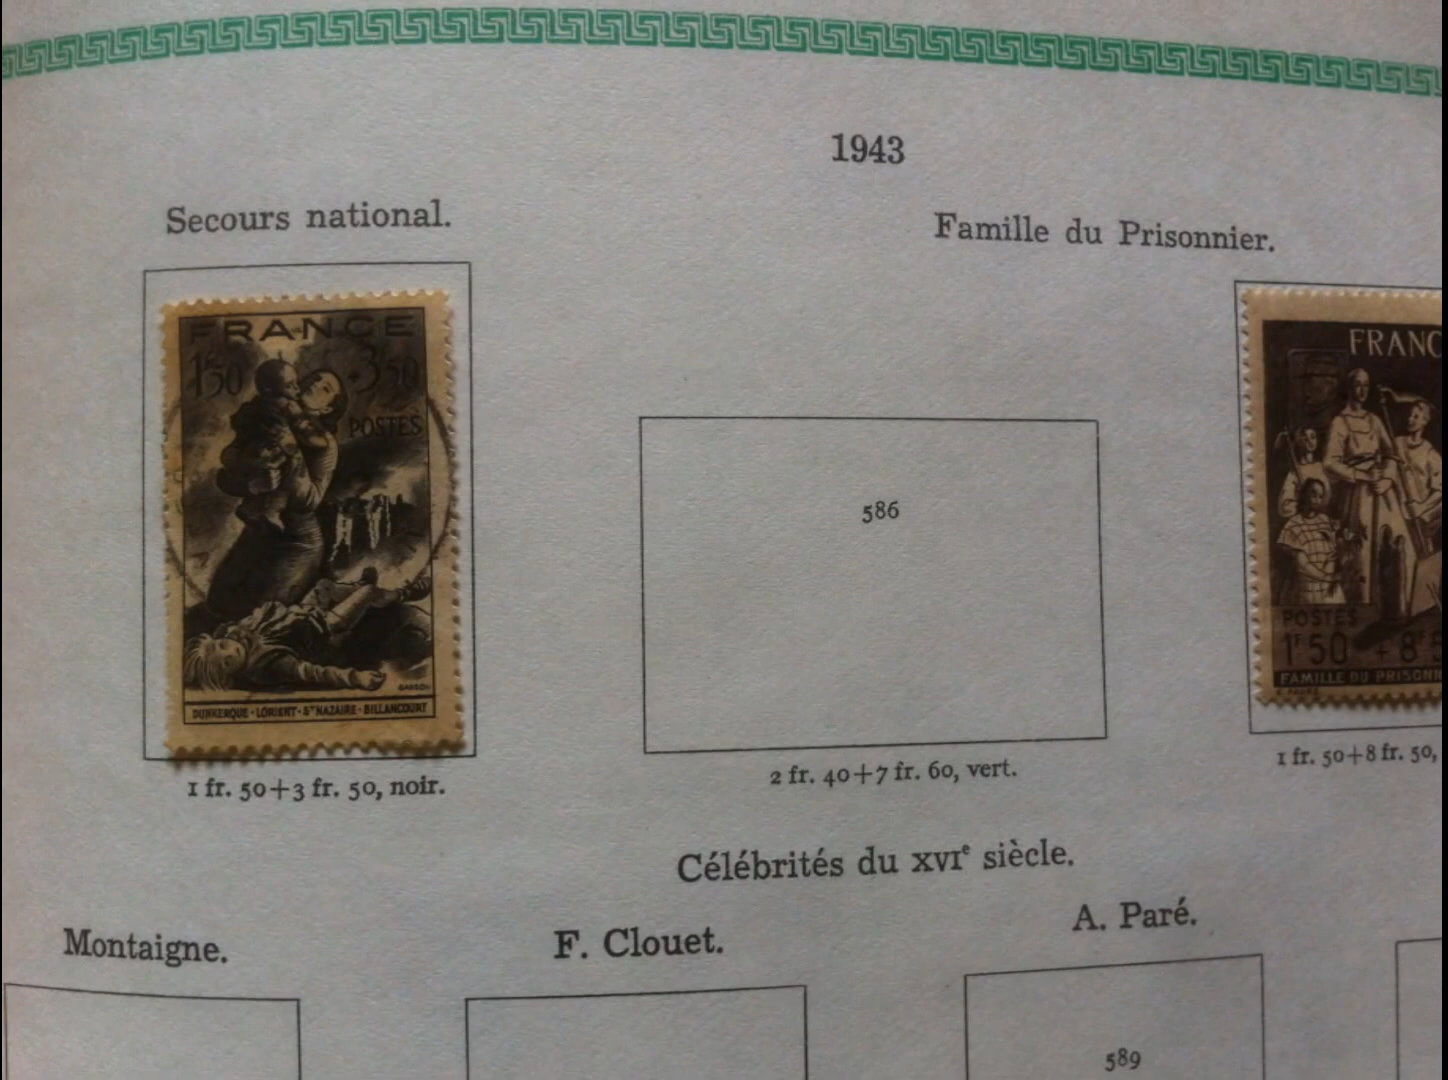 1943
Secours national.
Famille du Prisonnier.
FRANCE
1F50 + 3F50
POSTES
DUNKERQUE - LORIENT - ST NAZAIRE - BILLANCOURT
1 fr. 50+3 fr. 50, noir.
586
2 fr. 40+7 fr. 60, vert.
FRANC
POSTES
1F50 + 8F5
FAMILLE DU PRISONN
1 fr. 50+8 fr. 50,
Célébrités du XVIe siècle.
Montaigne.
F. Clouet.
A. Paré.
589